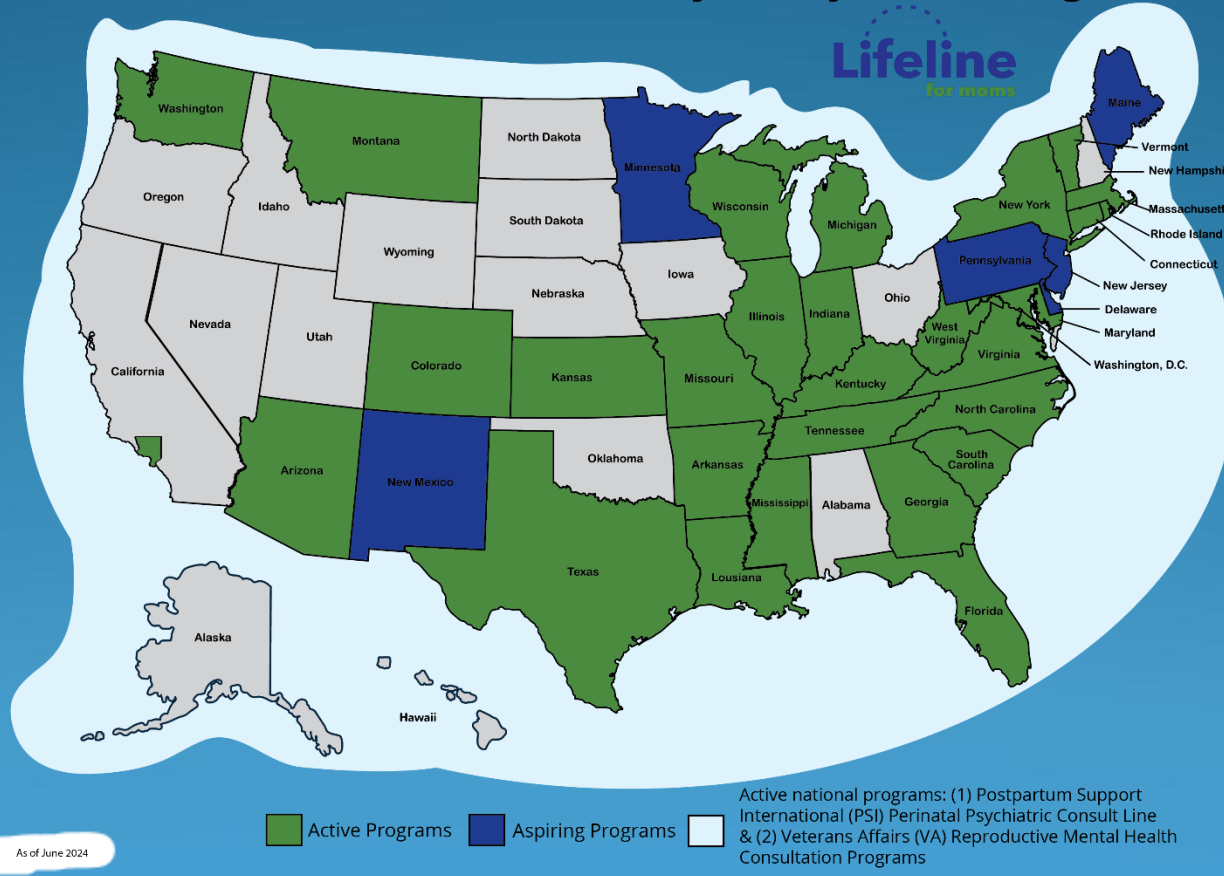 Lifeline
for moms
Washington
Montana
North Dakota
Minnesota
Maine
Vermont
New Hampshi
Oregon
Idaho
South Dakota
Wisconsin
Michigan
New York
Massachusett
Rhode Island
Connecticut
Wyoming
Iowa
Pennsylvania
New Jersey
Nebraska
Ohio
Delaware
Nevada
Utah
Illinois
Indiana
West
Virginia
Maryland
California
Colorado
Kansas
Missouri
Kentucky
Virginia
Washington, D.C.
Arizona
New Mexico
Oklahoma
Arkansas
Tennessee
North Carolina
South
Carolina
Mississippi
Alabama
Georgia
Texas
Lousiana
Florida
Alaska
Hawaii
Active Programs
Aspiring Programs
Active national programs: (1) Postpartum Support
International (PSI) Perinatal Psychiatric Consult Line
& (2) Veterans Affairs (VA) Reproductive Mental Health
Consultation Programs
As of June 2024